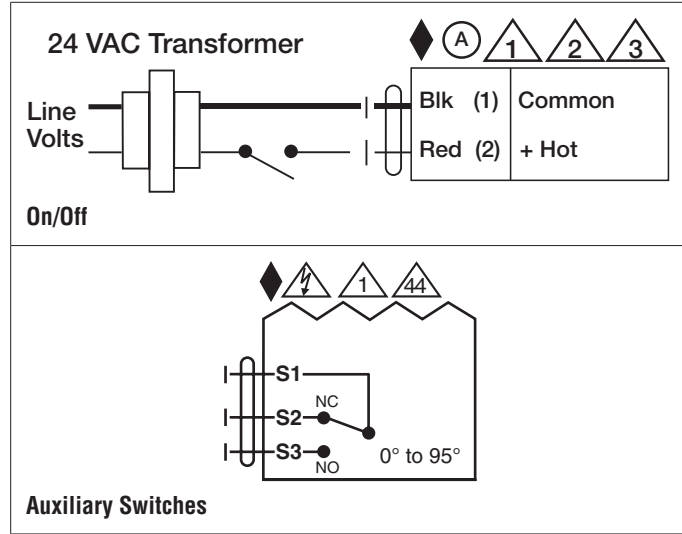 24 VAC Transformer
A 1 2 3
Line Volts
Blk (1) Common
Red (2) + Hot
On/Off
1 44
S1
NC
S2
S3
NO
0° to 95°
Auxiliary Switches